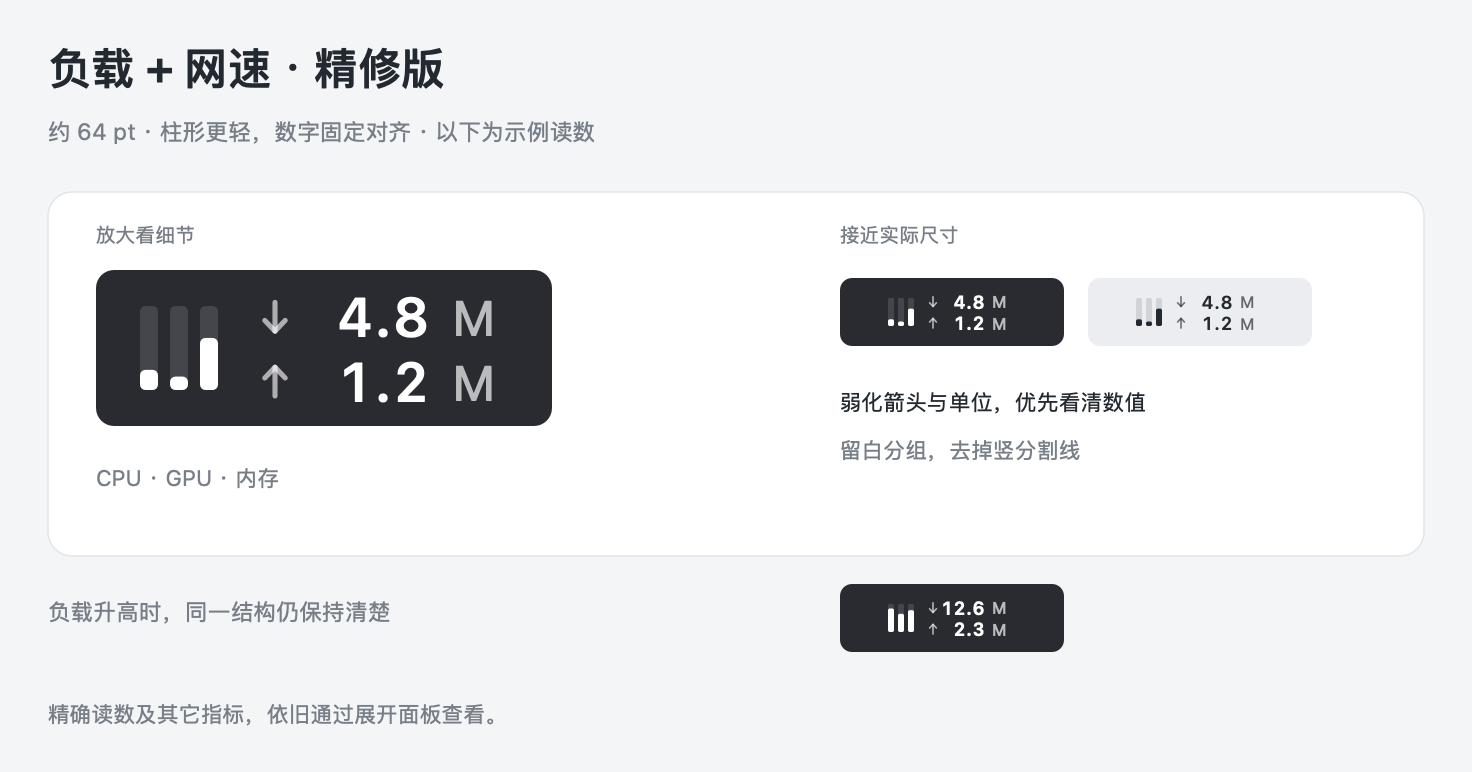 负载 + 网速 · 精修版
约 64 pt · 柱形更轻，数字固定对齐 · 以下为示例读数
放大看细节
↓ 4.8 M
↑ 1.2 M
CPU · GPU · 内存
接近实际尺寸
↓ 4.8 M
↑ 1.2 M
↓ 4.8 M
↑ 1.2 M
弱化箭头与单位，优先看清数值
留白分组，去掉竖分割线
负载升高时，同一结构仍保持清楚
↓ 12.6 M
↑ 2.3 M
精确读数及其它指标，依旧通过展开面板查看。